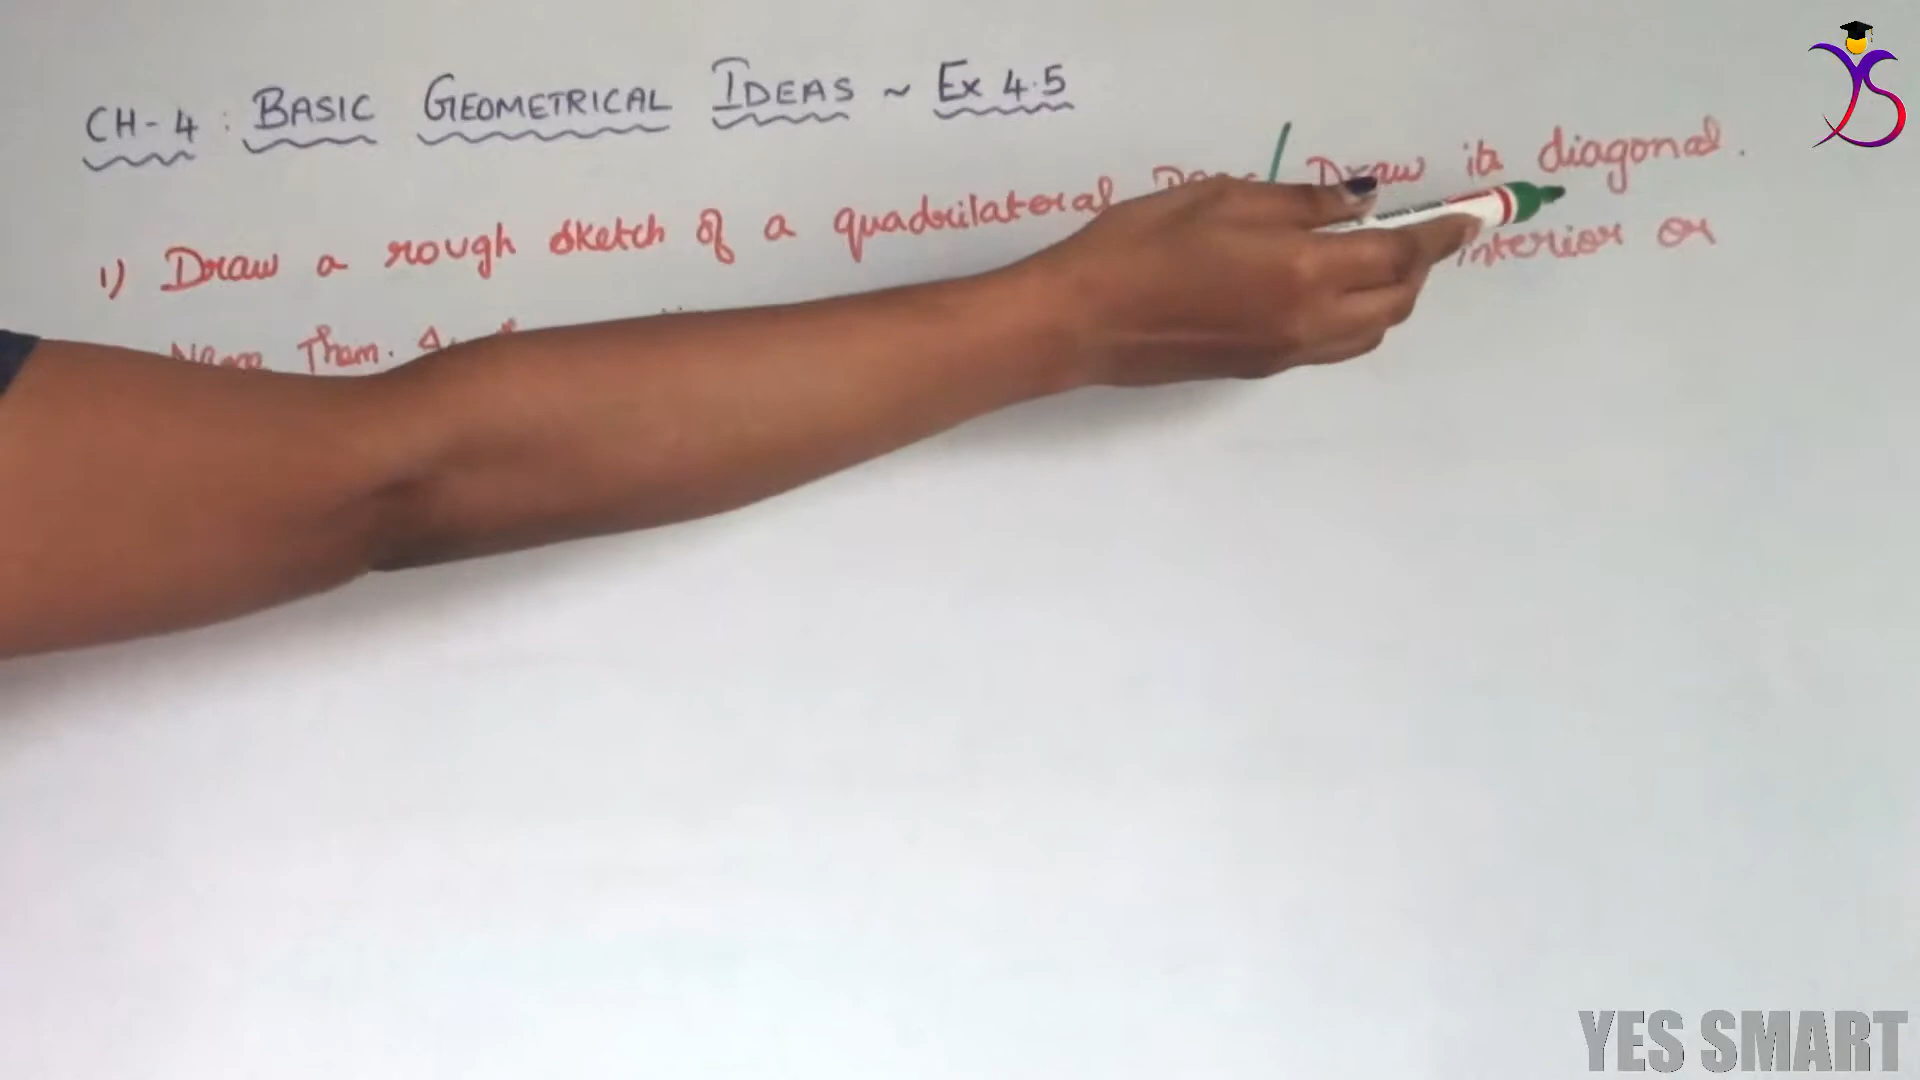 CH-4 : BASIC GEOMETRICAL IDEAS ~ Ex 4.5
1) Draw a rough sketch of a quadrilateral / Draw its diagonal.
Name Them. interior or
YES SMART